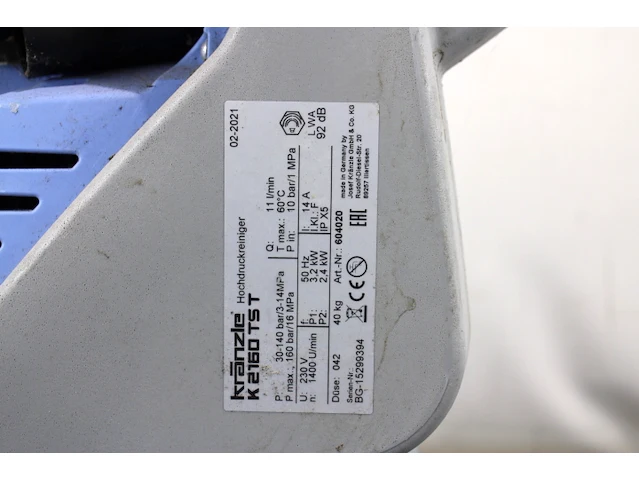 Kränzle Hochdruckreiniger 02-2021
K 2160 TS T
P: 30-140 bar/3-14MPa Q: 11 l/min
P max.: 160 bar/16 MPa T max.: 60°C
P in: 10 bar/1 MPa
LWA
92 dB
U: 230 V f: 50 Hz I: 14 A
n: 1400 U/min P1: 3,2 kW I.Kl.: F
P2: 2,4 kW IP X5
Düse: 042 40 kg Art.-Nr.: 604020
Serien-Nr.:
BG-15299394
CE EAC
made in Germany by
Josef Kränzle GmbH & Co. KG
Rudolf-Diesel-Str. 20
89257 Illertissen